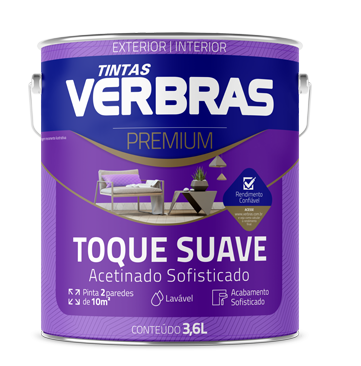 EXTERIOR | INTERIOR
TINTAS
VERBRAS
PREMIUM
Rendimento
Confiável
TOQUE SUAVE
Acetinado Sofisticado
Pinta 2 paredes
de 10m²
Lavável
Acabamento
Sofisticado
CONTEÚDO 3,6L